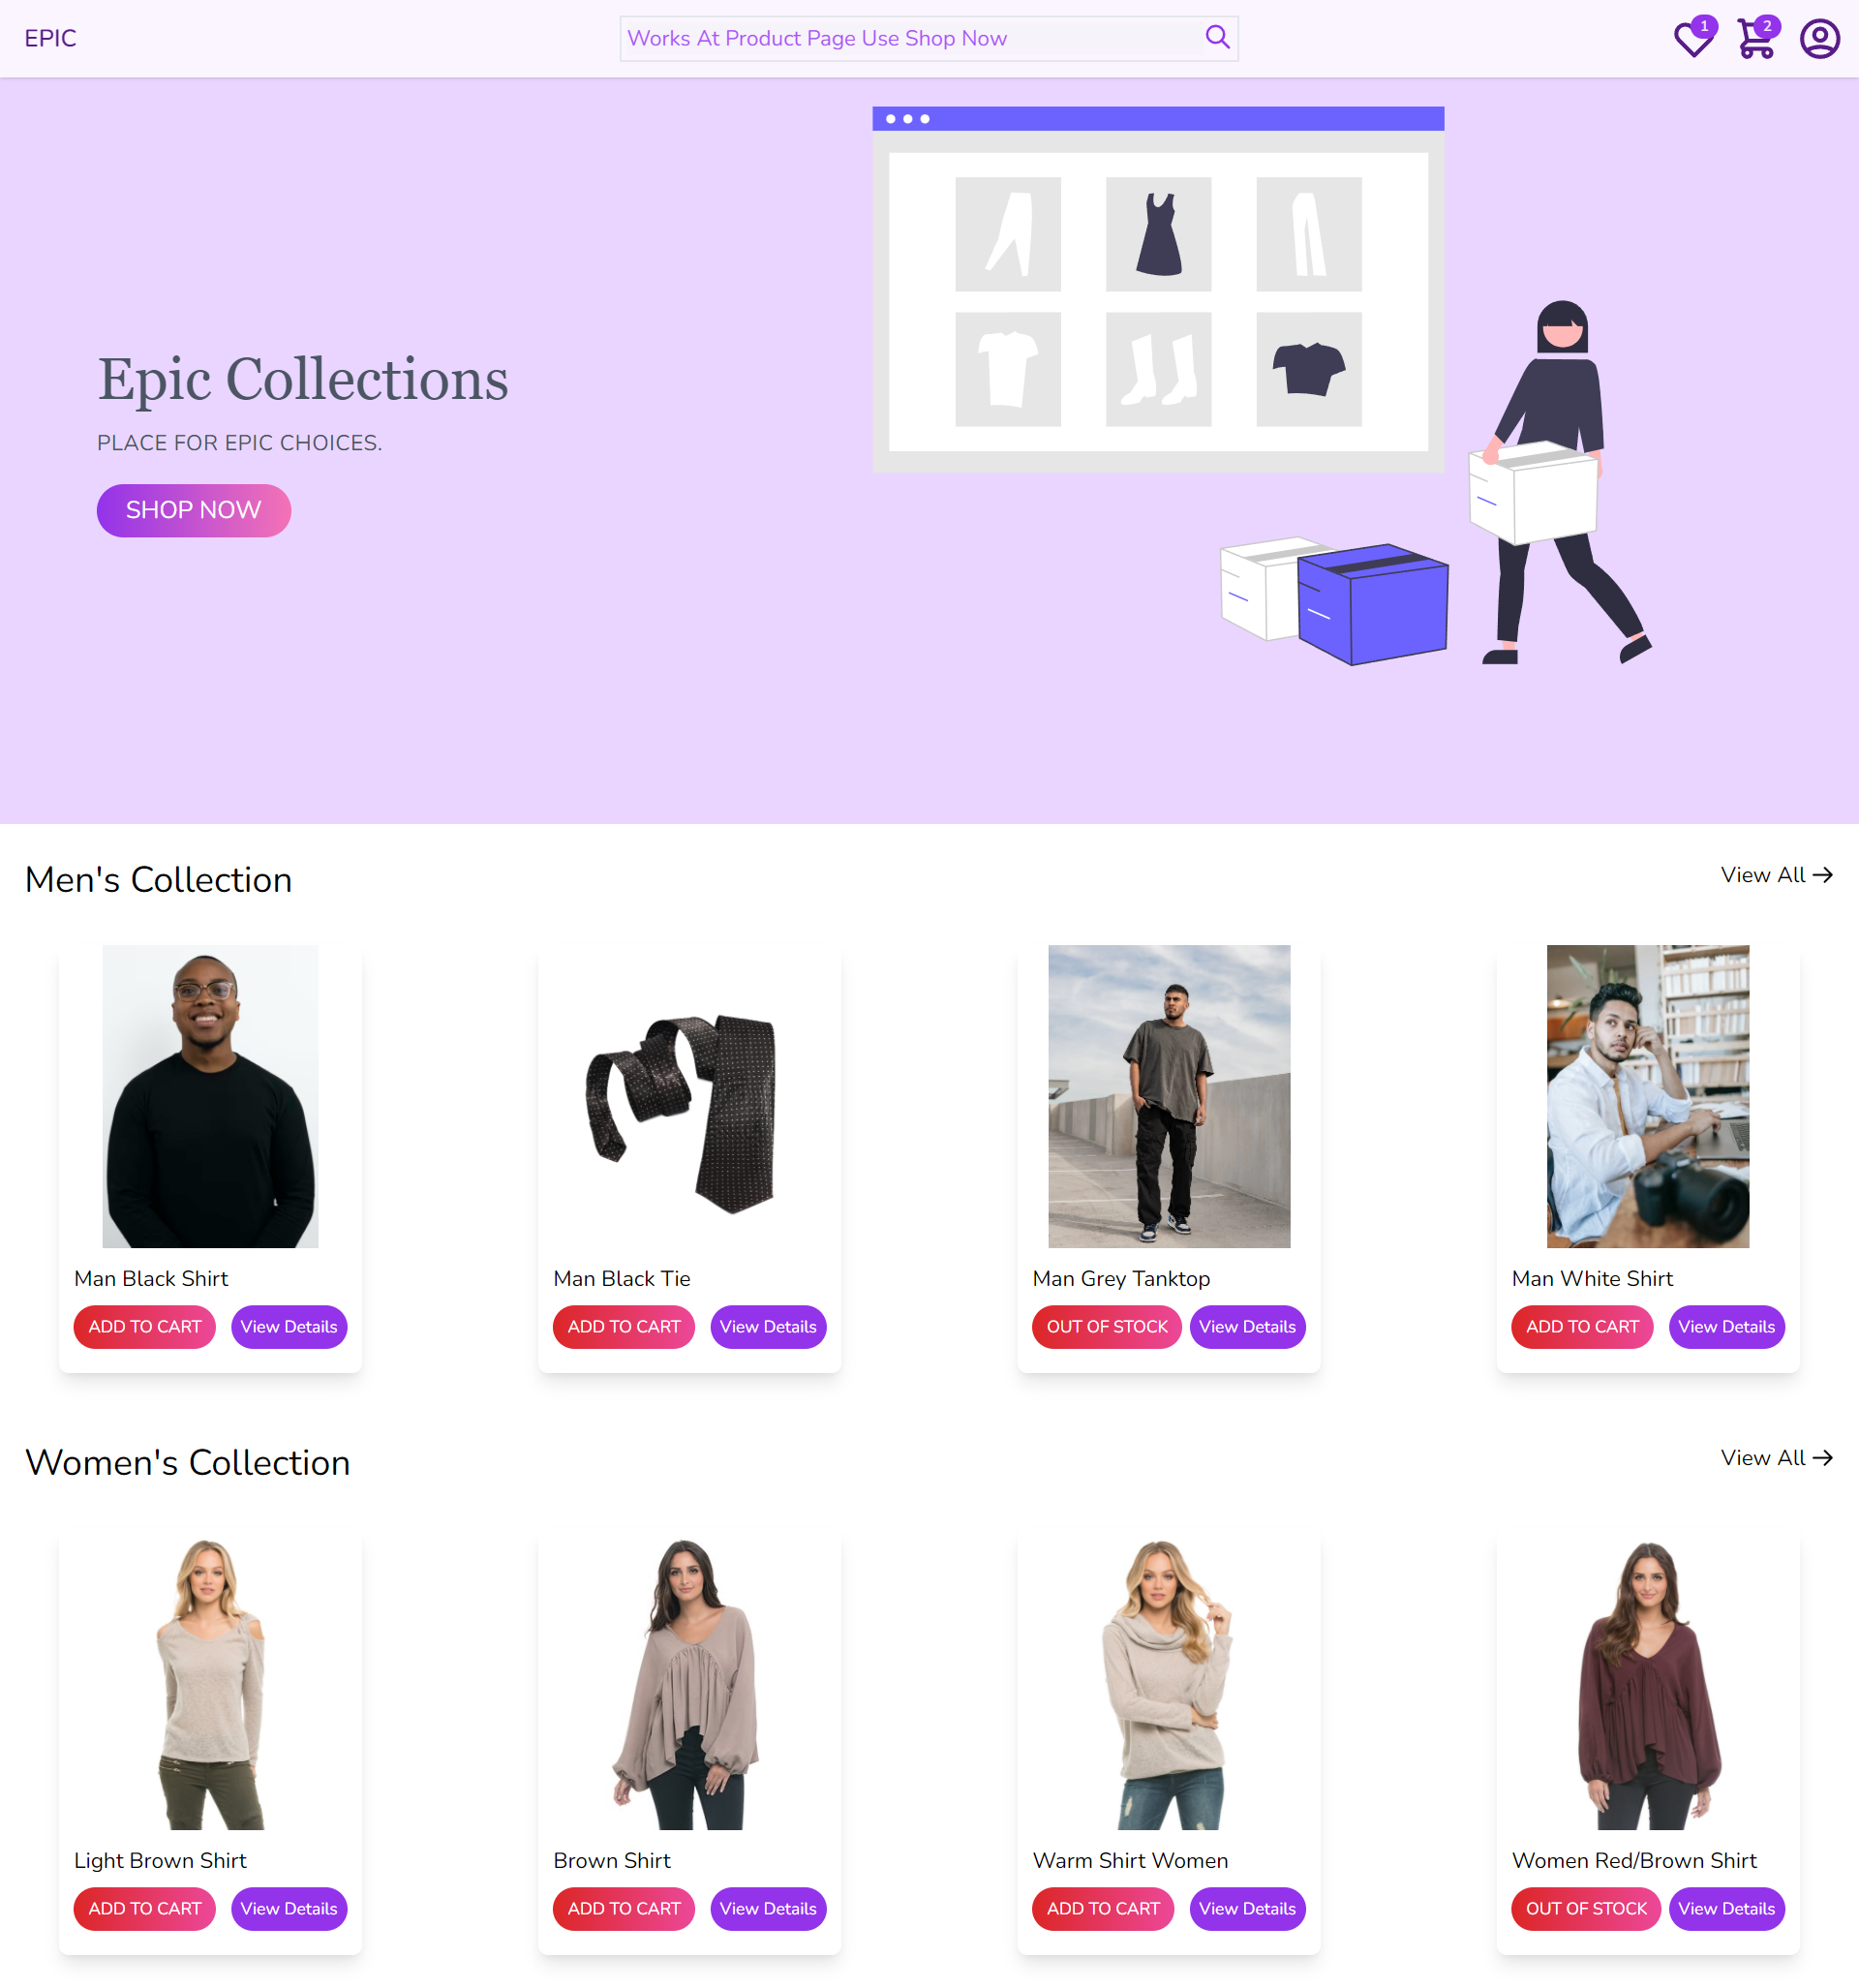 EPIC
Works At Product Page Use Shop Now
1
2
Epic Collections
PLACE FOR EPIC CHOICES.
SHOP NOW
Men's Collection
View All
Man Black Shirt
ADD TO CART
View Details
Man Black Tie
ADD TO CART
View Details
Man Grey Tanktop
OUT OF STOCK
View Details
Man White Shirt
ADD TO CART
View Details
Women's Collection
View All
Light Brown Shirt
ADD TO CART
View Details
Brown Shirt
ADD TO CART
View Details
Warm Shirt Women
ADD TO CART
View Details
Women Red/Brown Shirt
OUT OF STOCK
View Details